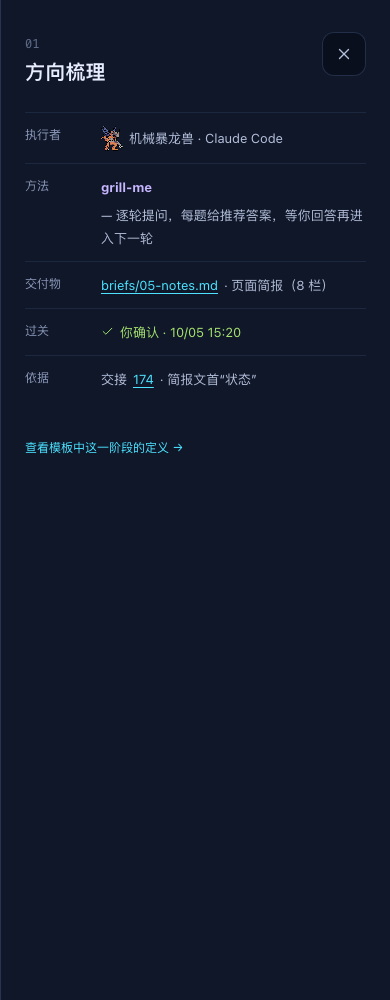 01
方向梳理
执行者 机械暴龙兽 · Claude Code
方法 grill-me
— 逐轮提问，每题给推荐答案，等你回答再进
入下一轮
交付物 briefs/05-notes.md · 页面简报（8 栏）
过关 ✓ 你确认 · 10/05 15:20
依据 交接 174 · 简报文首“状态”
查看模板中这一阶段的定义 →